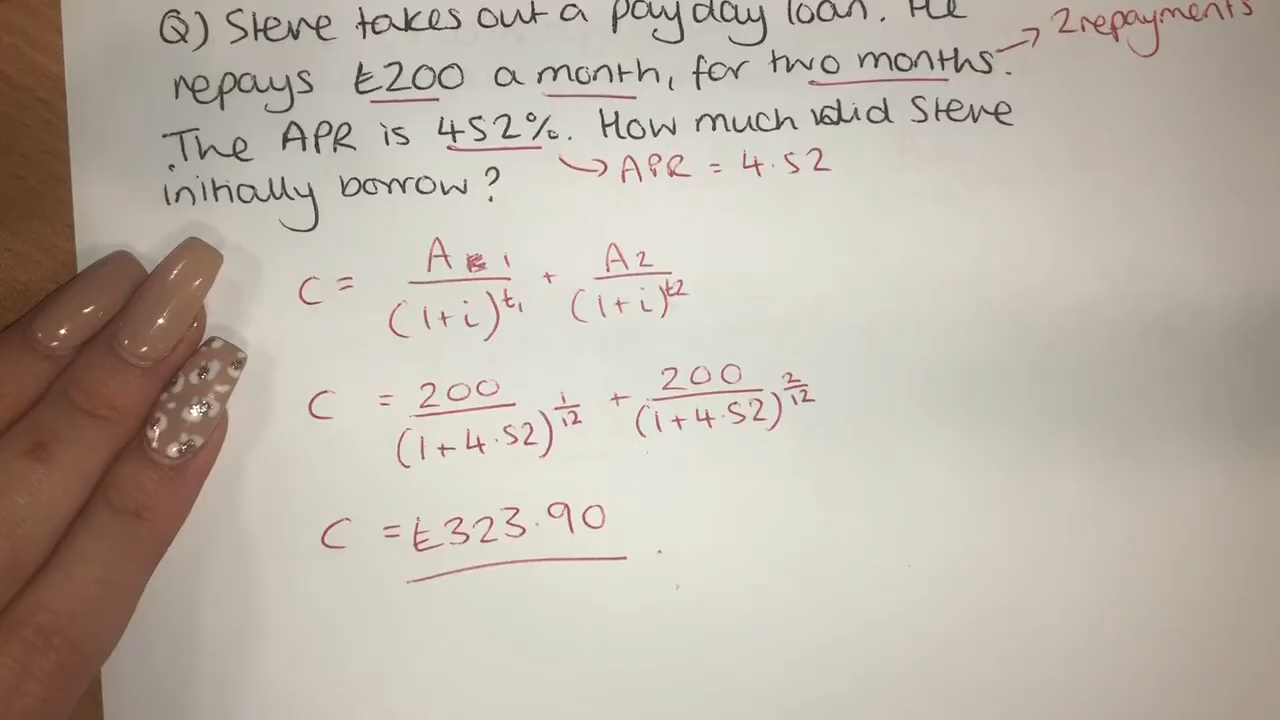 Q) Steve takes out a payday loan. He
repays £200 a month, for two months. → 2 repayments
The APR is 452%. How much did Steve
→ APR = 4.52
initially borrow?
C = A1/(1+i)^t1 + A2/(1+i)^t2
C = 200/(1+4.52)^1/12 + 200/(1+4.52)^2/12
C = £323.90